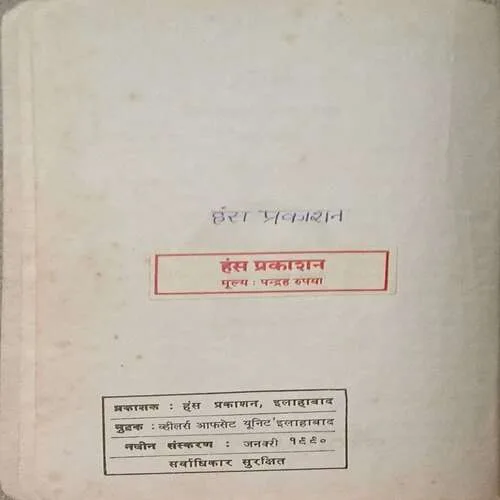 हंस प्रकाशन
हंस प्रकाशन
मूल्य : पन्द्रह रुपया
प्रकाशक : हंस प्रकाशन, इलाहाबाद
मुद्रक : व्हीलर्स आफसेट यूनिट इलाहाबाद
नवीन संस्करण : जनवरी १९९०
सर्वाधिकार सुरक्षित